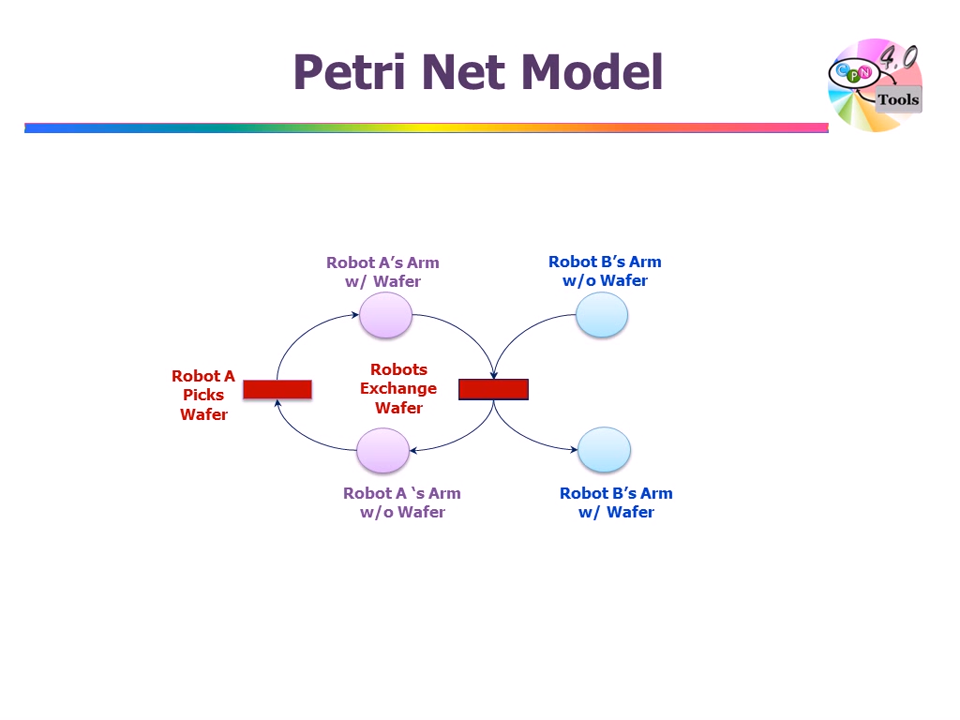 Petri Net Model
4.0
CPN
Tools
Robot A’s Arm
w/ Wafer
Robot B’s Arm
w/o Wafer
Robot A
Picks
Wafer
Robots
Exchange
Wafer
Robot A ‘s Arm
w/o Wafer
Robot B’s Arm
w/ Wafer